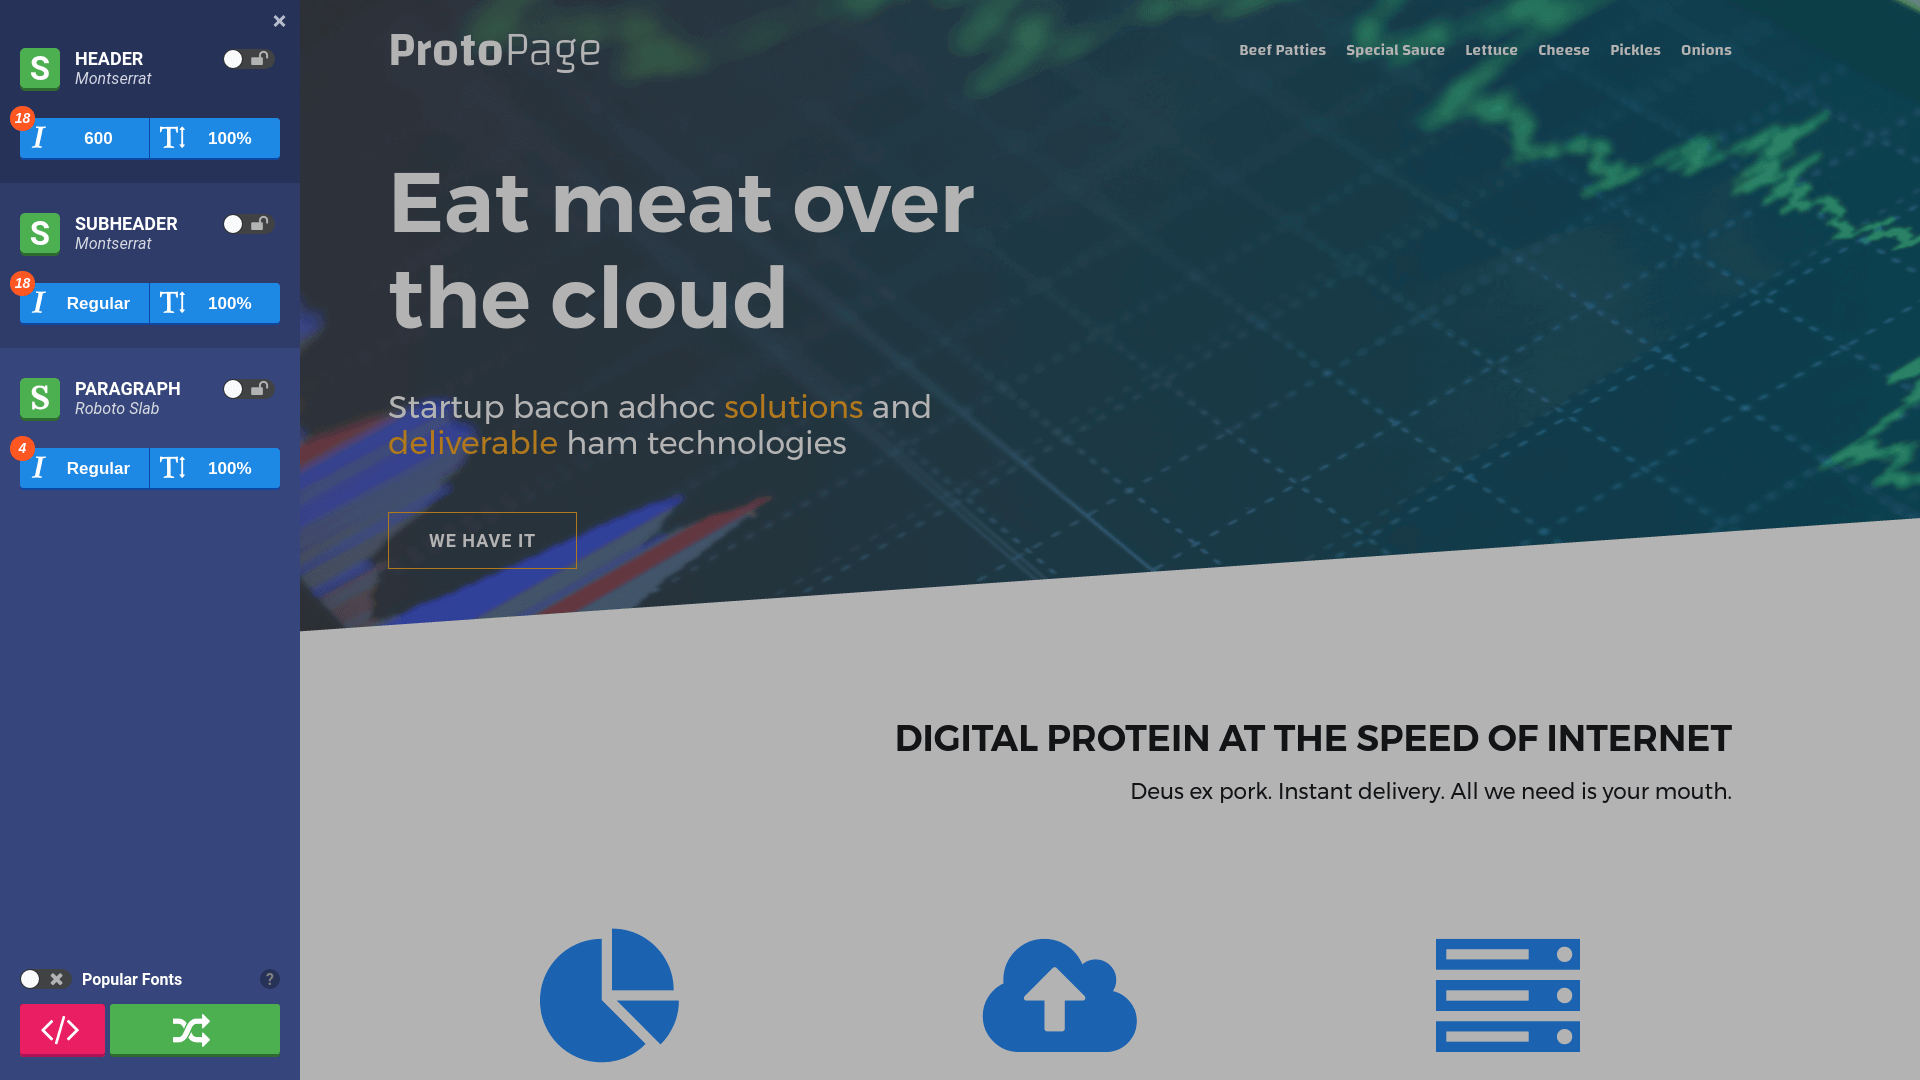 ×
S HEADER
Montserrat
18
I 600 T 100%
S SUBHEADER
Montserrat
18
I Regular T 100%
S PARAGRAPH
Roboto Slab
4
I Regular T 100%
Popular Fonts ?
</>
ProtoPage
Beef Patties Special Sauce Lettuce Cheese Pickles Onions
Eat meat over
the cloud
Startup bacon adhoc solutions and
deliverable ham technologies
WE HAVE IT
DIGITAL PROTEIN AT THE SPEED OF INTERNET
Deus ex pork. Instant delivery. All we need is your mouth.